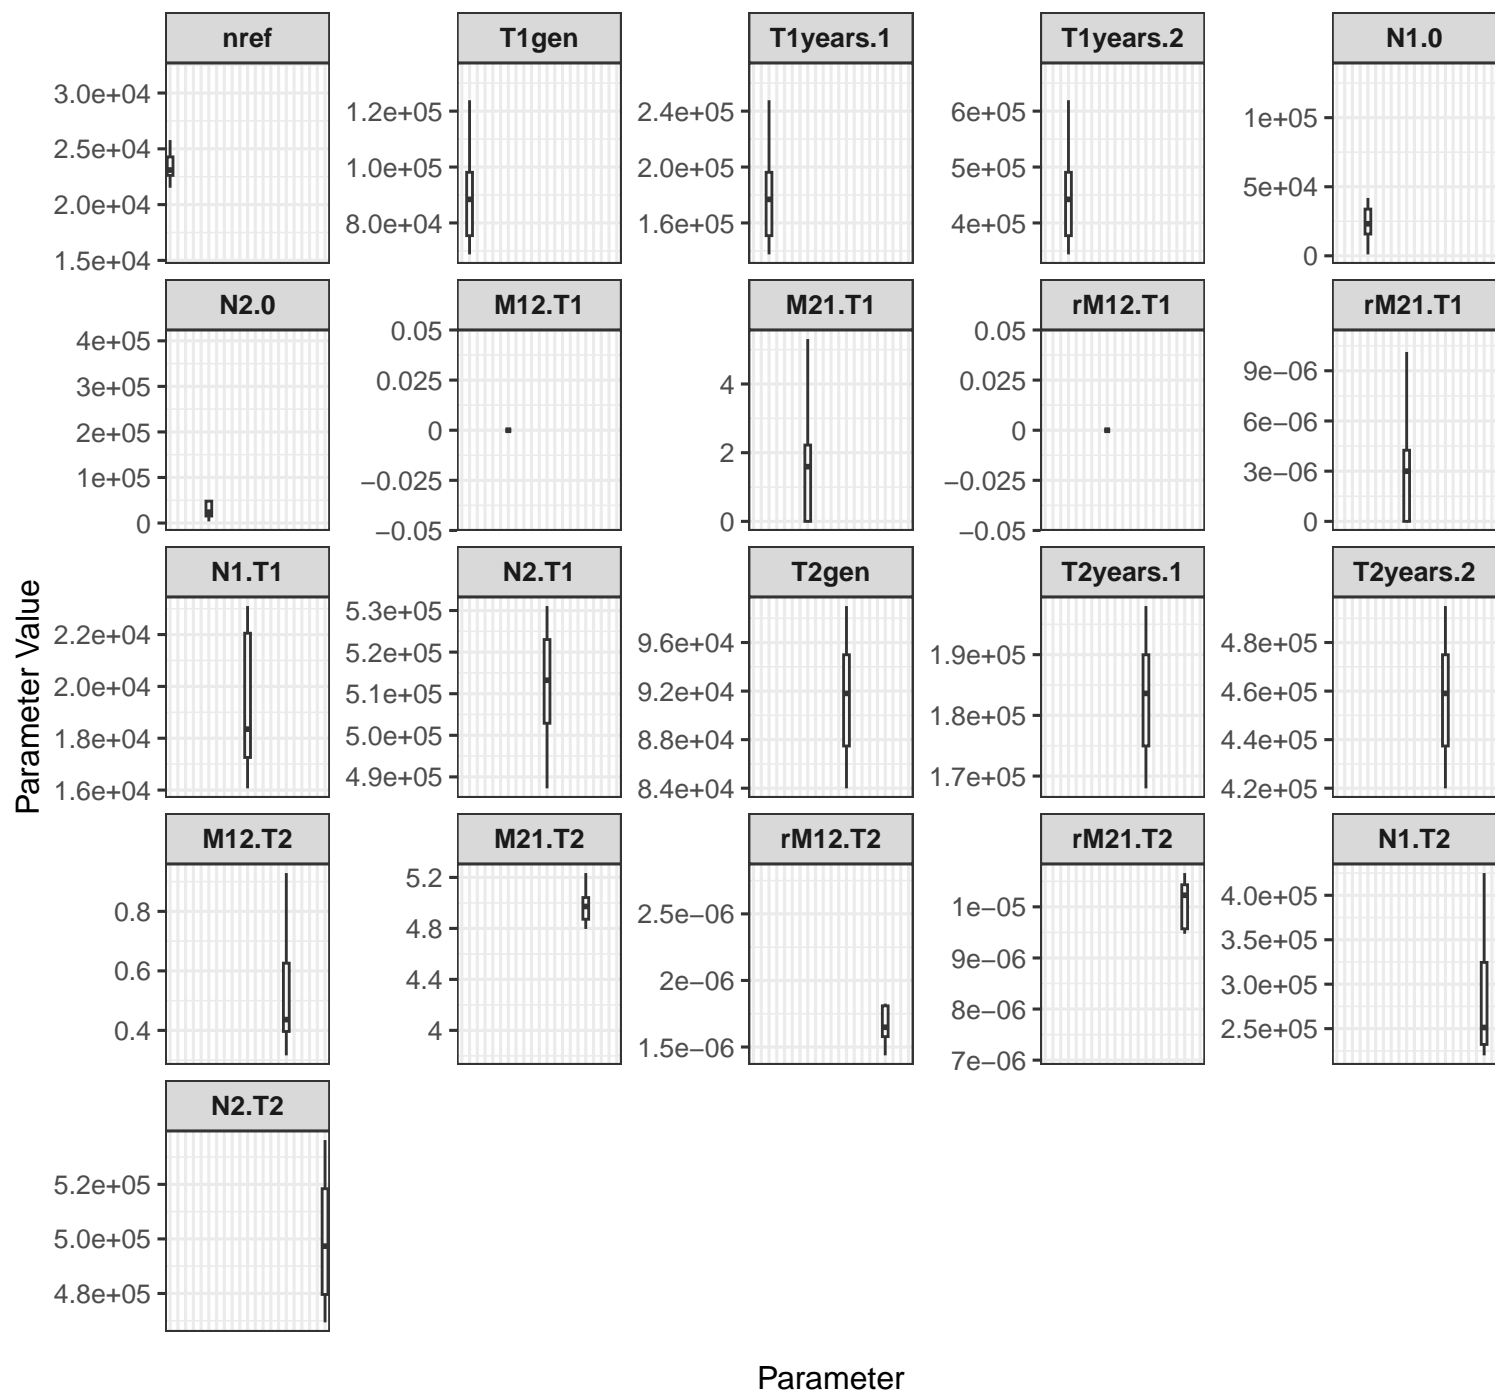 nref
T1gen
T1years.1
T1years.2
N1.0
3.0e+04
2.5e+04
2.0e+04
1.5e+04
1.2e+05
1.0e+05
8.0e+04
2.4e+05
2.0e+05
1.6e+05
6e+05
5e+05
4e+05
1e+05
5e+04
0
N2.0
M12.T1
M21.T1
rM12.T1
rM21.T1
4e+05
3e+05
2e+05
1e+05
0
0.05
0.025
0
−0.025
−0.05
4
2
0
0.05
0.025
0
−0.025
−0.05
9e−06
6e−06
3e−06
0
N1.T1
N2.T1
T2gen
T2years.1
T2years.2
2.2e+04
2.0e+04
1.8e+04
1.6e+04
5.3e+05
5.2e+05
5.1e+05
5.0e+05
4.9e+05
9.6e+04
9.2e+04
8.8e+04
8.4e+04
1.9e+05
1.8e+05
1.7e+05
4.8e+05
4.6e+05
4.4e+05
4.2e+05
M12.T2
M21.T2
rM12.T2
rM21.T2
N1.T2
0.8
0.6
0.4
5.2
4.8
4.4
4
2.5e−06
2e−06
1.5e−06
1e−05
9e−06
8e−06
7e−06
4.0e+05
3.5e+05
3.0e+05
2.5e+05
N2.T2
5.2e+05
5.0e+05
4.8e+05
Parameter Value
Parameter